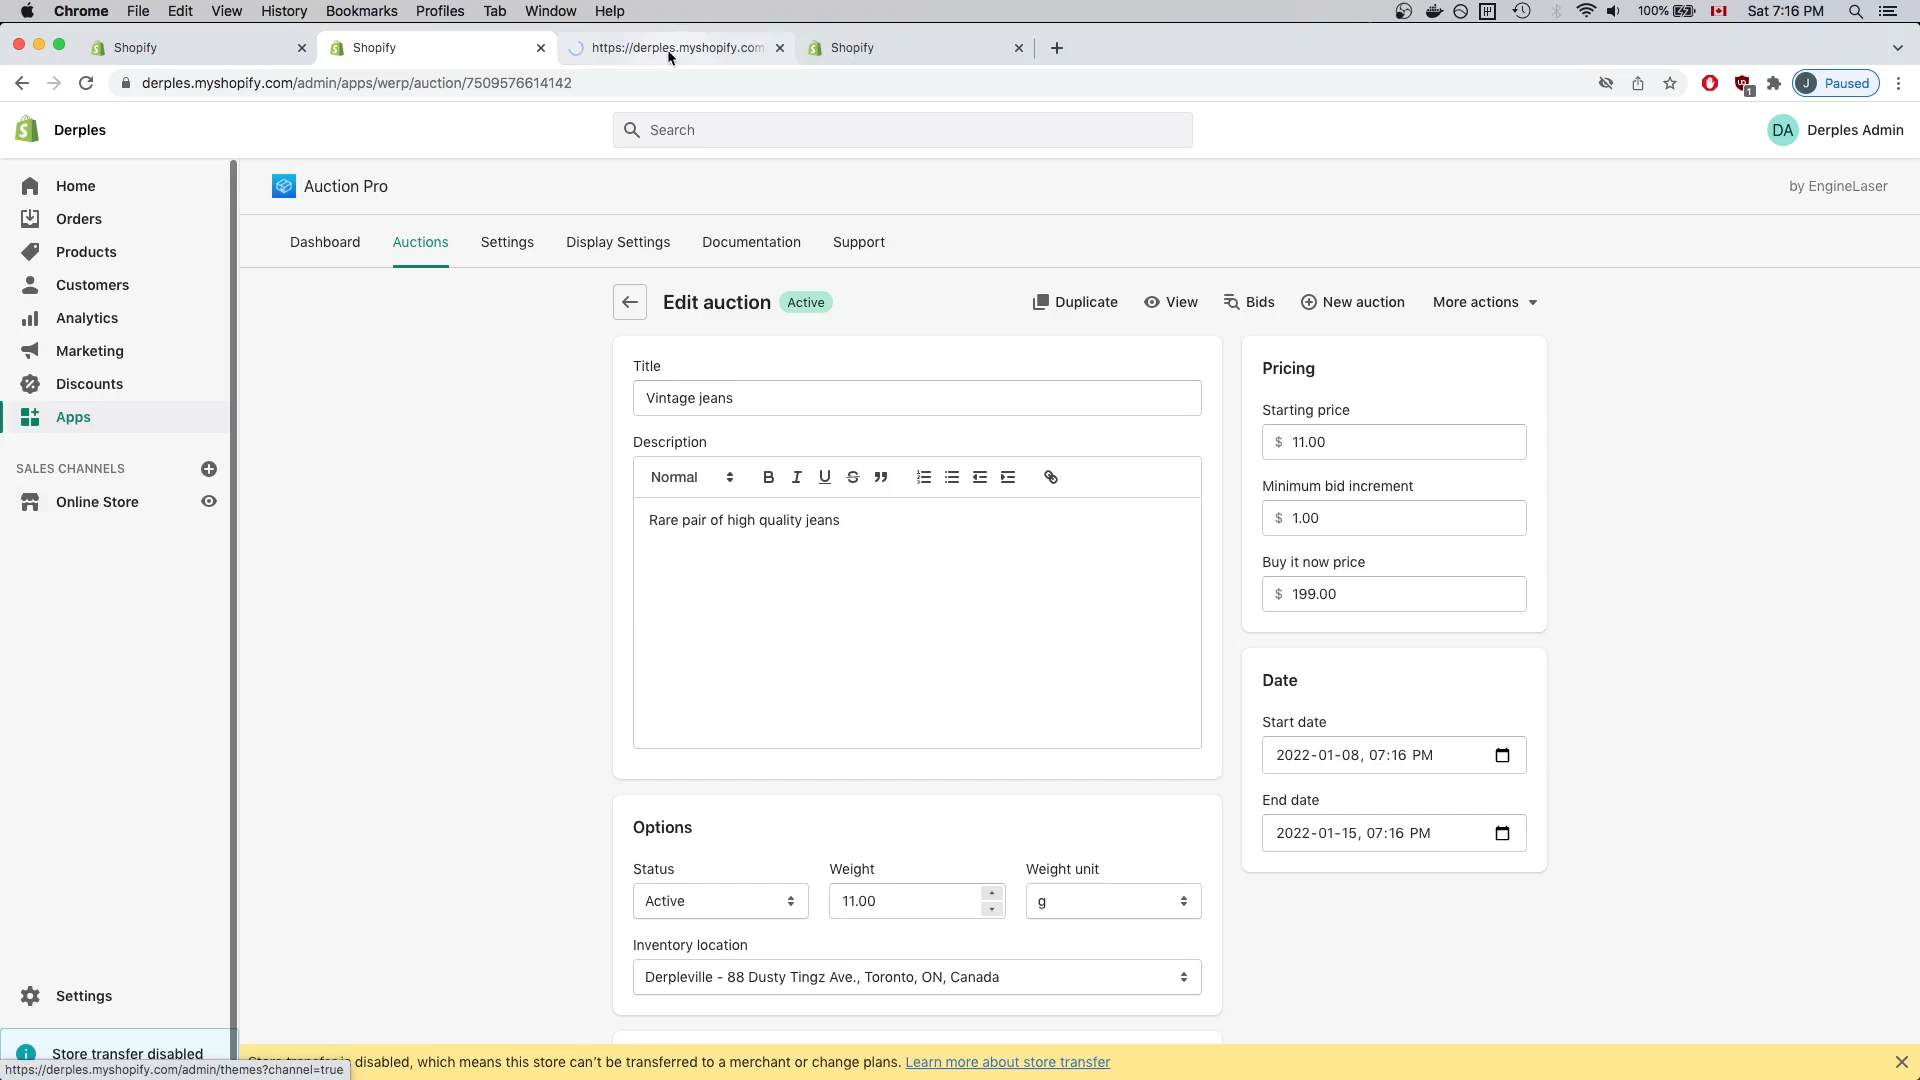 Chrome File Edit View History Bookmarks Profiles Tab Window Help 100% Sat 7:16 PM
Shopify Shopify https://derples.myshopify.com Shopify
derples.myshopify.com/admin/apps/werp/auction/7509576614142 1 J Paused
Derples Search DA Derples Admin
Home
Orders
Products
Customers
Analytics
Marketing
Discounts
Apps
SALES CHANNELS
Online Store
Settings
Store transfer disabled
Auction Pro by EngineLaser
Dashboard Auctions Settings Display Settings Documentation Support
Edit auction Active Duplicate View Bids New auction More actions
Title
Vintage jeans
Description
Normal B I U S
Rare pair of high quality jeans
Options
Status Weight Weight unit
Active 11.00 g
Inventory location
Derpleville - 88 Dusty Tingz Ave., Toronto, ON, Canada
Pricing
Starting price
$ 11.00
Minimum bid increment
$ 1.00
Buy it now price
$ 199.00
Date
Start date
2022-01-08, 07:16 PM
End date
2022-01-15, 07:16 PM
disabled, which means this store can't be transferred to a merchant or change plans. Learn more about store transfer
https://derples.myshopify.com/admin/themes?channel=true